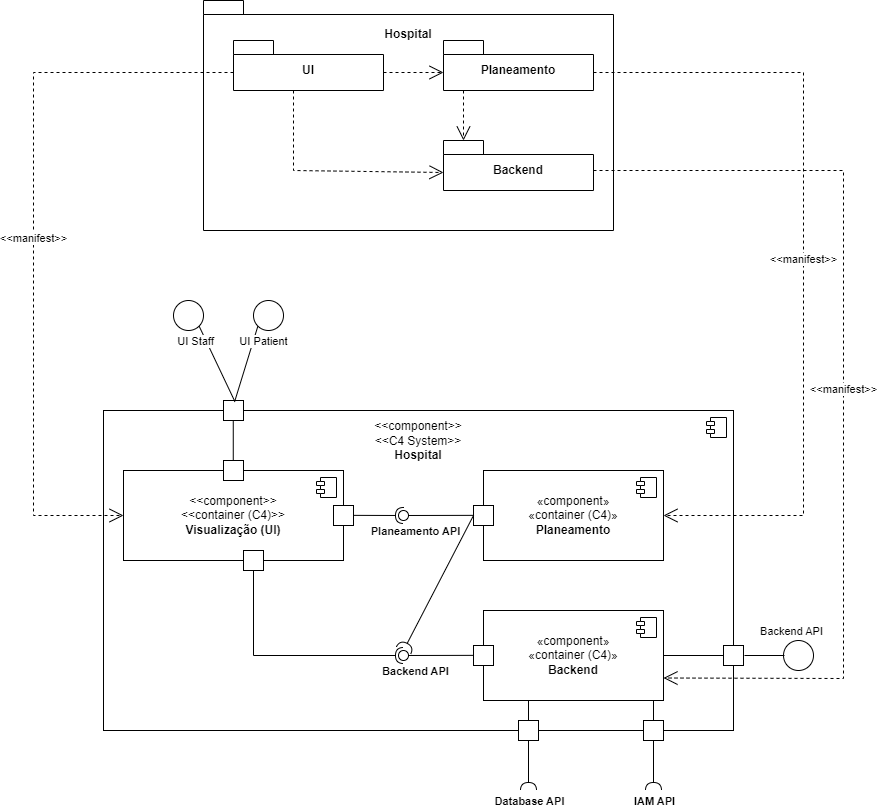 Hospital
UI
Planeamento
Backend
<<manifest>>
<<manifest>>
<<manifest>>
UI Staff
UI Patient
<<component>>
<<C4 System>>
Hospital
<<component>>
<<container (C4)>>
Visualização (UI)
Planeamento API
«component»
«container (C4)»
Planeamento
Backend API
«component»
«container (C4)»
Backend
Backend API
Database API
IAM API